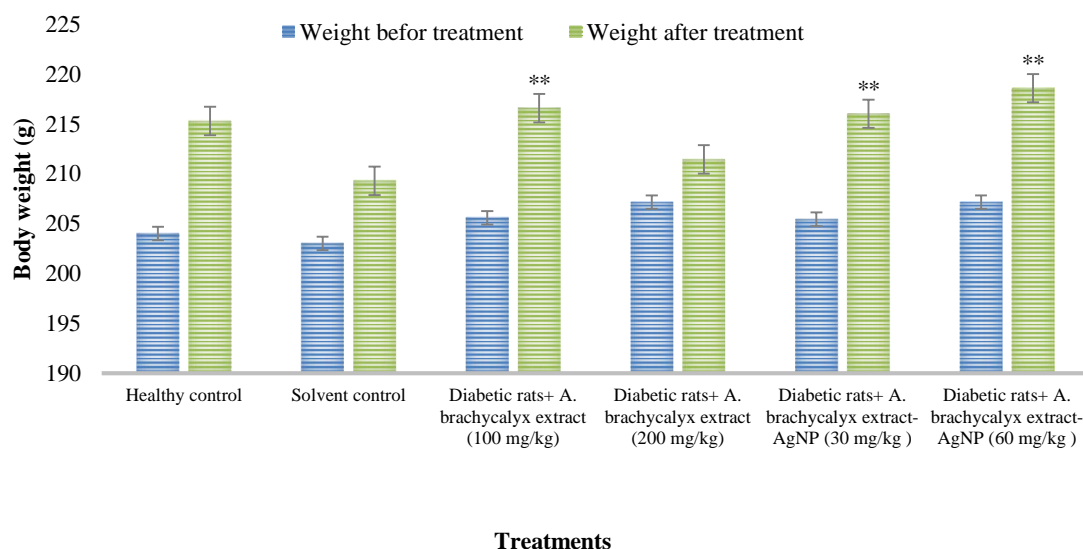 225
220
215
210
205
200
195
190
Body weight (g)
Weight befor treatment
Weight after treatment
**
**
**
Healthy control
Solvent control
Diabetic rats+ A.
brachycalyx extract
(100 mg/kg)
Diabetic rats+ A.
brachycalyx extract
(200 mg/kg)
Diabetic rats+ A.
brachycalyx extract-
AgNP (30 mg/kg )
Diabetic rats+ A.
brachycalyx extract-
AgNP (60 mg/kg )
Treatments